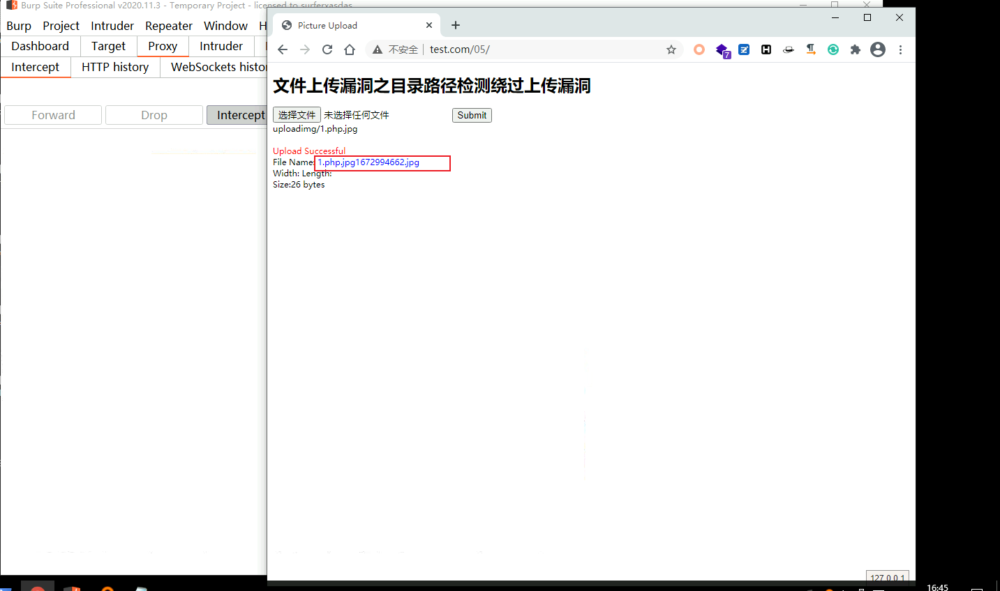 Burp Suite Professional v2020.11.3 - Temporary Project - licensed to surferxasdas
Burp Project Intruder Repeater Window H
Dashboard Target Proxy Intruder
Intercept HTTP history WebSockets histor
Forward Drop Intercept
Picture Upload
不安全 test.com/05/
7
文件上传漏洞之目录路径检测绕过上传漏洞
选择文件 未选择任何文件 Submit
uploadimg/1.php.jpg
Upload Successful
File Name: 1.php.jpg1672994662.jpg
Width: Length:
Size:26 bytes
127.0.0.1
16:45